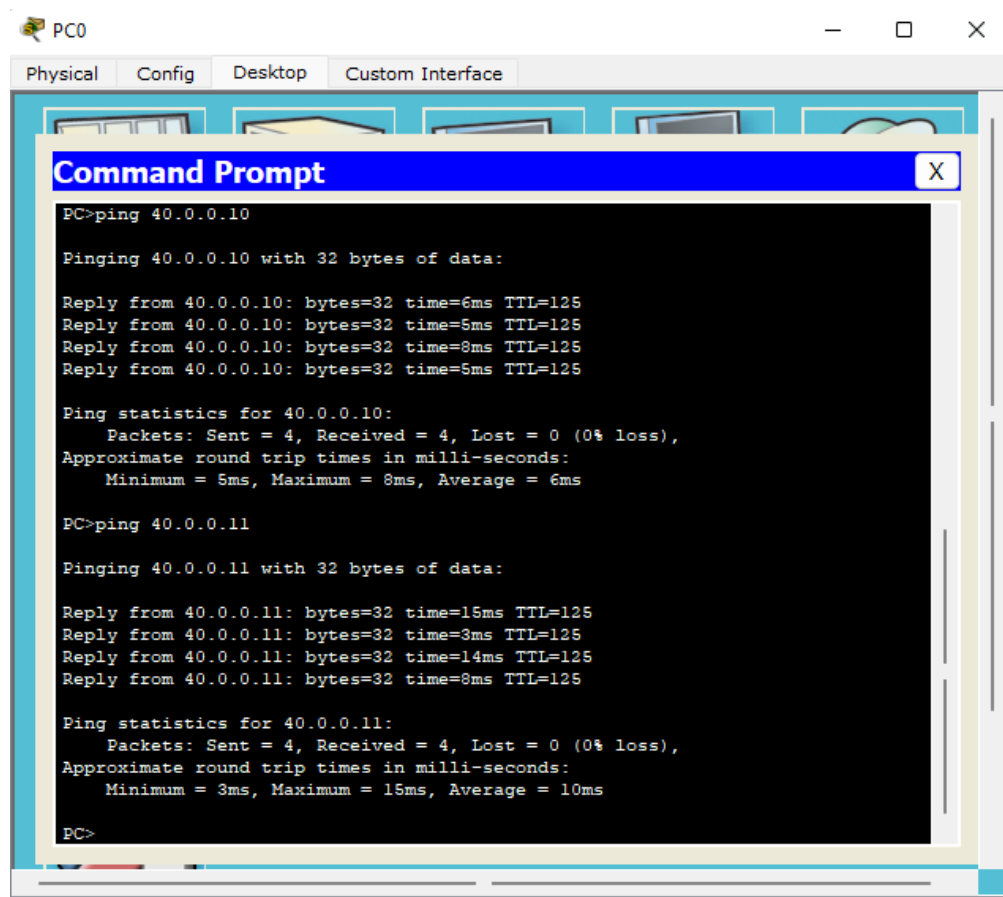 PC0
Physical Config Desktop Custom Interface
Command Prompt
X
PC>ping 40.0.0.10
Pinging 40.0.0.10 with 32 bytes of data:
Reply from 40.0.0.10: bytes=32 time=6ms TTL=125
Reply from 40.0.0.10: bytes=32 time=5ms TTL=125
Reply from 40.0.0.10: bytes=32 time=8ms TTL=125
Reply from 40.0.0.10: bytes=32 time=5ms TTL=125
Ping statistics for 40.0.0.10:
    Packets: Sent = 4, Received = 4, Lost = 0 (0% loss),
Approximate round trip times in milli-seconds:
    Minimum = 5ms, Maximum = 8ms, Average = 6ms
PC>ping 40.0.0.11
Pinging 40.0.0.11 with 32 bytes of data:
Reply from 40.0.0.11: bytes=32 time=15ms TTL=125
Reply from 40.0.0.11: bytes=32 time=3ms TTL=125
Reply from 40.0.0.11: bytes=32 time=14ms TTL=125
Reply from 40.0.0.11: bytes=32 time=8ms TTL=125
Ping statistics for 40.0.0.11:
    Packets: Sent = 4, Received = 4, Lost = 0 (0% loss),
Approximate round trip times in milli-seconds:
    Minimum = 3ms, Maximum = 15ms, Average = 10ms
PC>